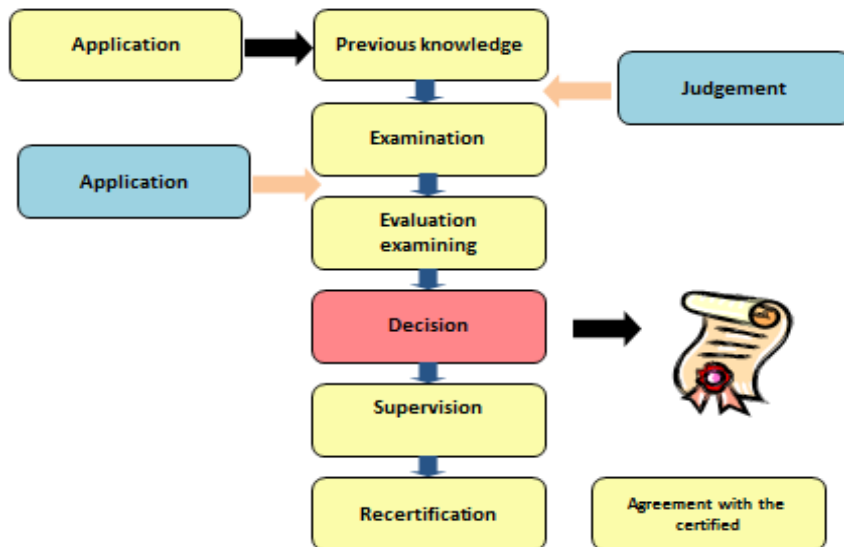 Application
Previous knowledge
Judgement
Examination
Application
Evaluation
examining
Decision
Supervision
Recertification
Agreement with the
certified